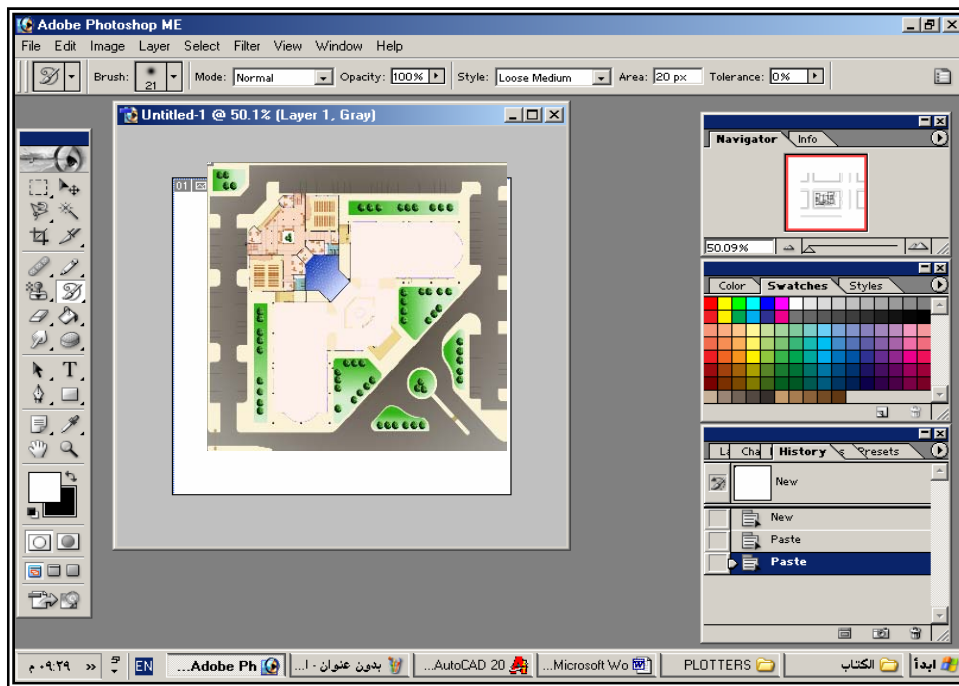 Adobe Photoshop ME
File Edit Image Layer Select Filter View Window Help
Brush: 21 Mode: Normal Opacity: 100% Style: Loose Medium Area: 20 px Tolerance: 0%
Untitled-1 @ 50.1% (Layer 1, Gray)
01
Navigator Info
50.09%
Color Swatches Styles
History Presets
New
New
Paste
Paste
ابدأ الكتاب PLOTTERS Microsoft Wo... AutoCAD 20... بدون عنوان - ا... Adobe Ph... EN » ٠٩:٢٩ م